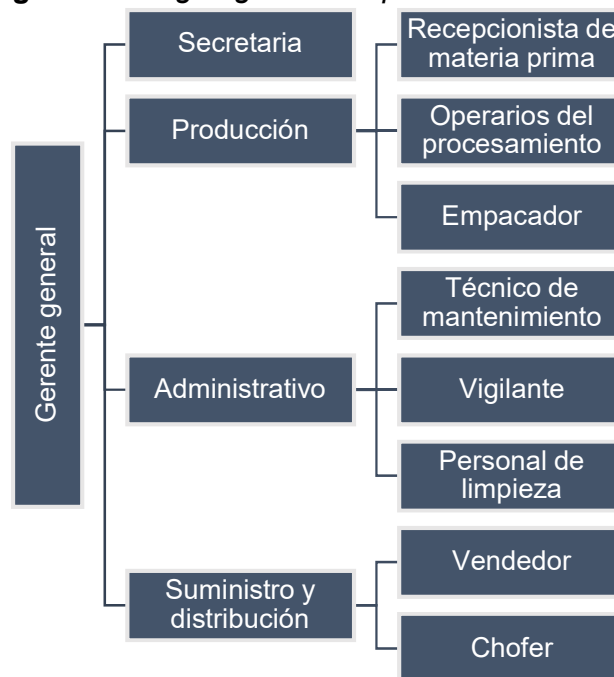 Gerente general
Secretaria
Producción
Recepcionista de
materia prima
Operarios del
procesamiento
Empacador
Administrativo
Técnico de
mantenimiento
Vigilante
Personal de
limpieza
Suministro y
distribución
Vendedor
Chofer